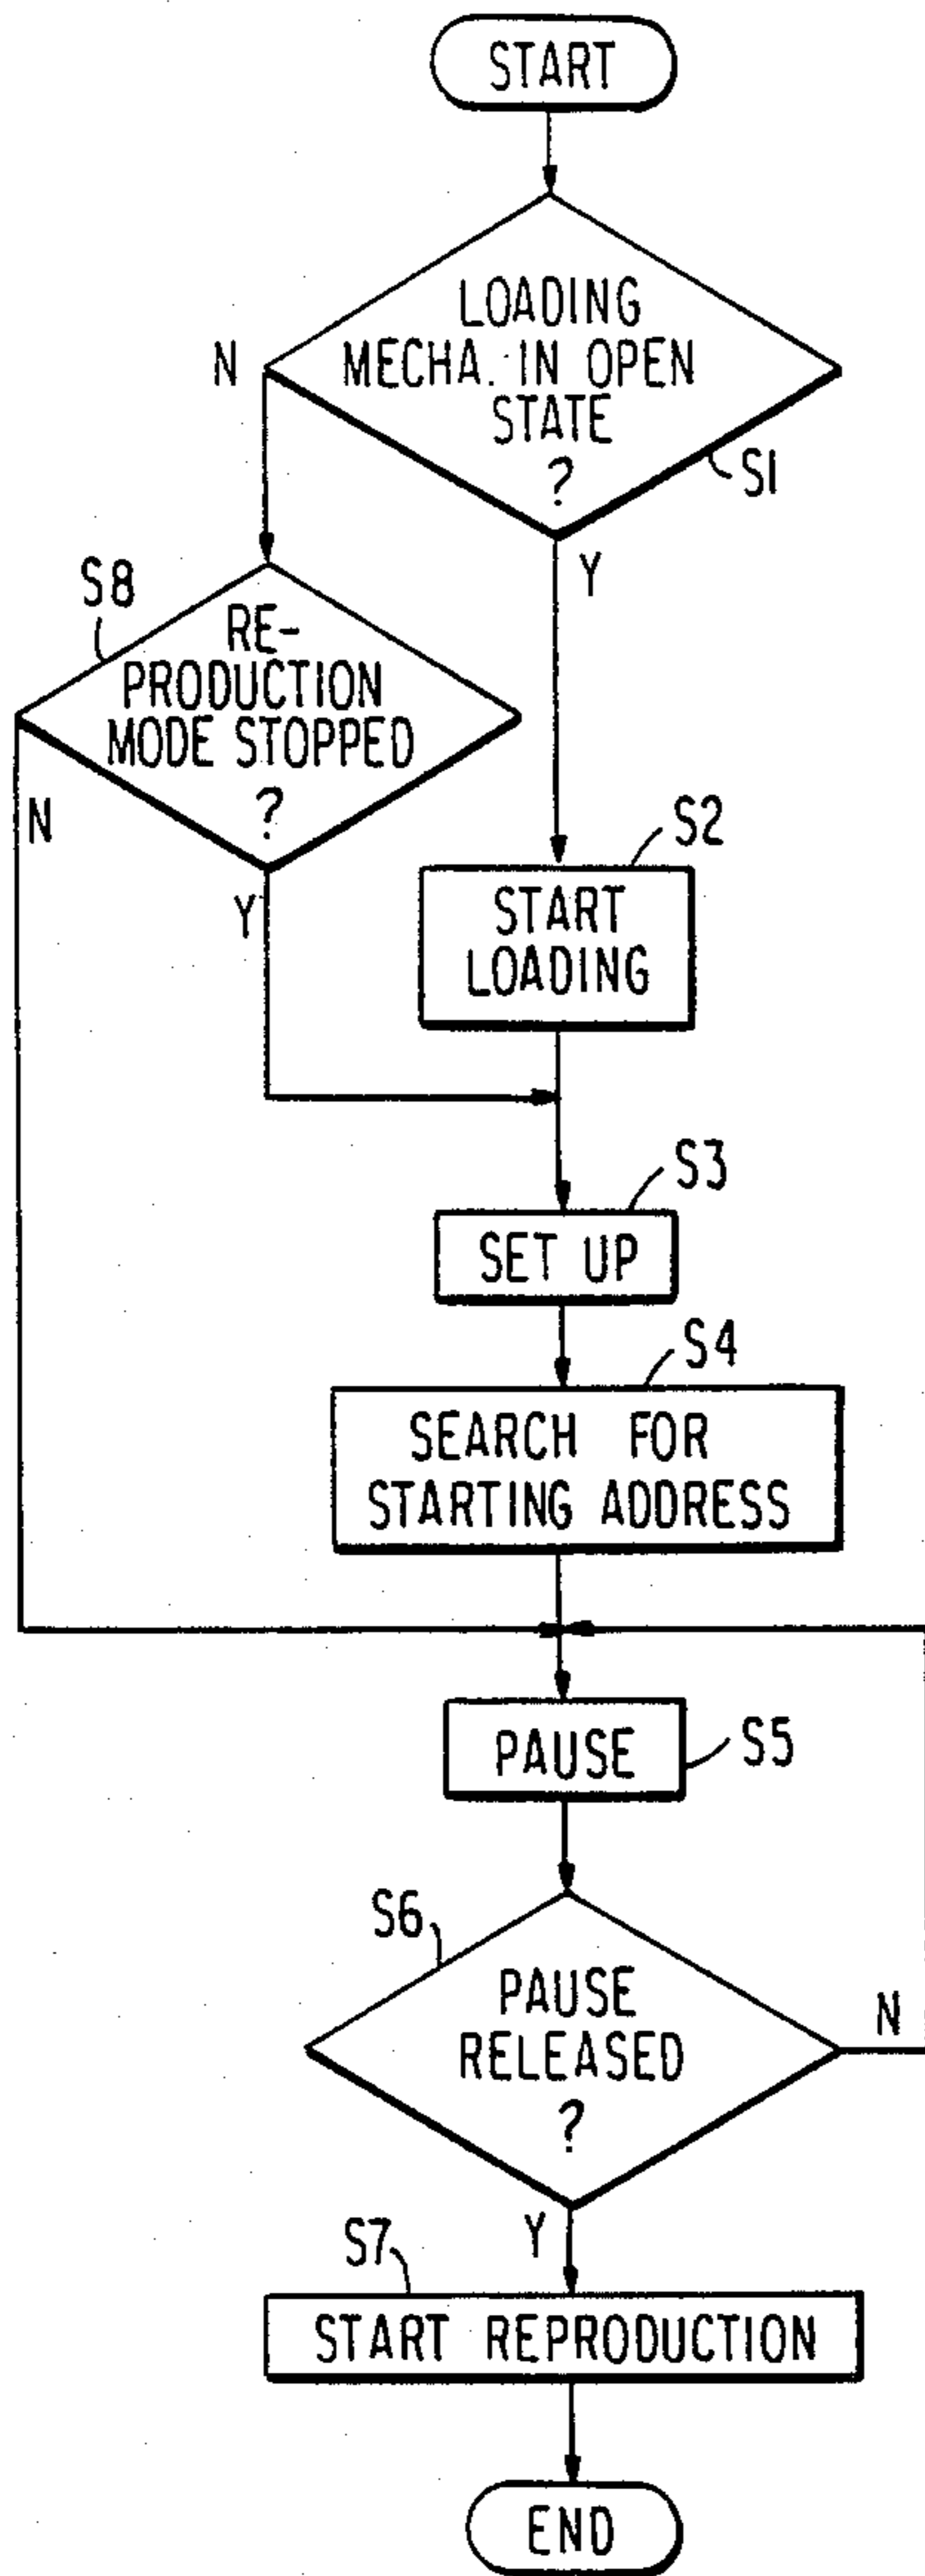 START
LOADING
MECHA. IN OPEN
STATE
?
S1
N
Y
S8
RE-
PRODUCTION
MODE STOPPED
?
N
Y
S2
START
LOADING
S3
SET UP
S4
SEARCH FOR
STARTING ADDRESS
PAUSE
S5
S6
PAUSE
RELEASED
?
N
Y
S7
START REPRODUCTION
END